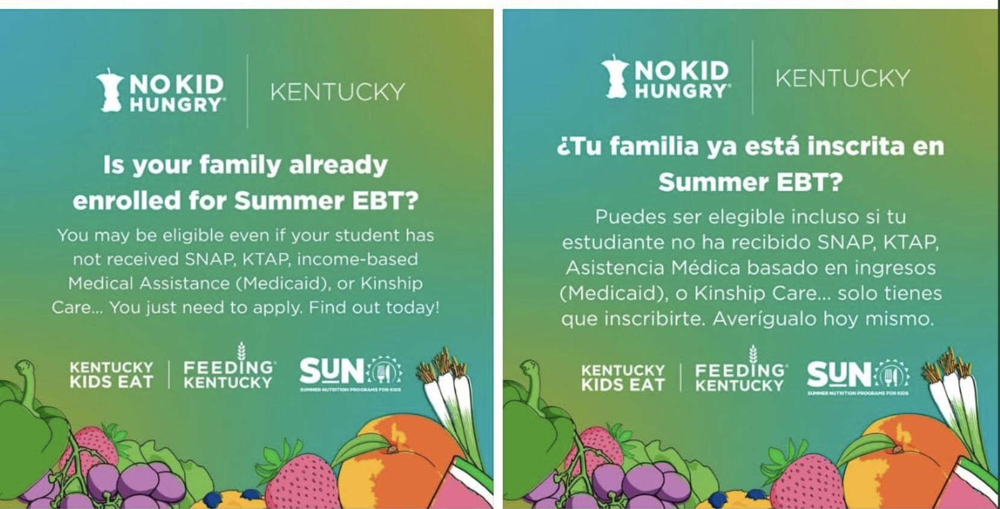 NO KID
HUNGRY®
KENTUCKY
Is your family already
enrolled for Summer EBT?
You may be eligible even if your student has
not received SNAP, KTAP, income-based
Medical Assistance (Medicaid), or Kinship
Care... You just need to apply. Find out today!
KENTUCKY
KIDS EAT
FEEDING®
KENTUCKY
SUN
SUMMER NUTRITION PROGRAMS FOR KIDS
NO KID
HUNGRY®
KENTUCKY
¿Tu familia ya está inscrita en
Summer EBT?
Puedes ser elegible incluso si tu
estudiante no ha recibido SNAP, KTAP,
Asistencia Médica basado en ingresos
(Medicaid), o Kinship Care... solo tienes
que inscribirte. Averígualo hoy mismo.
KENTUCKY
KIDS EAT
FEEDING®
KENTUCKY
SUN
SUMMER NUTRITION PROGRAMS FOR KIDS